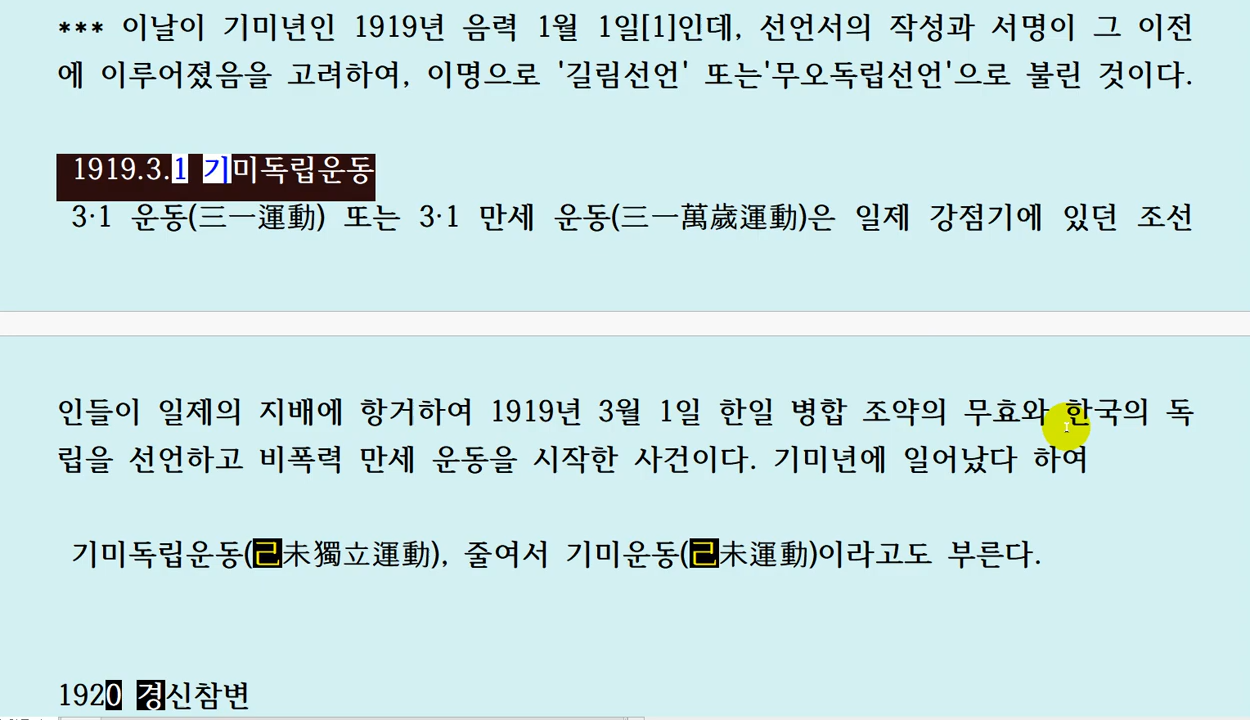 *** 이날이 기미년인 1919년 음력 1월 1일[1]인데, 선언서의 작성과 서명이 그 이전
에 이루어졌음을 고려하여, 이명으로 '길림선언' 또는'무오독립선언'으로 불린 것이다.
1919.3.1 기미독립운동
3·1 운동(三一運動) 또는 3·1 만세 운동(三一萬歲運動)은 일제 강점기에 있던 조선
인들이 일제의 지배에 항거하여 1919년 3월 1일 한일 병합 조약의 무효와 한국의 독
립을 선언하고 비폭력 만세 운동을 시작한 사건이다. 기미년에 일어났다 하여
기미독립운동(己未獨立運動), 줄여서 기미운동(己未運動)이라고도 부른다.
1920 경신참변